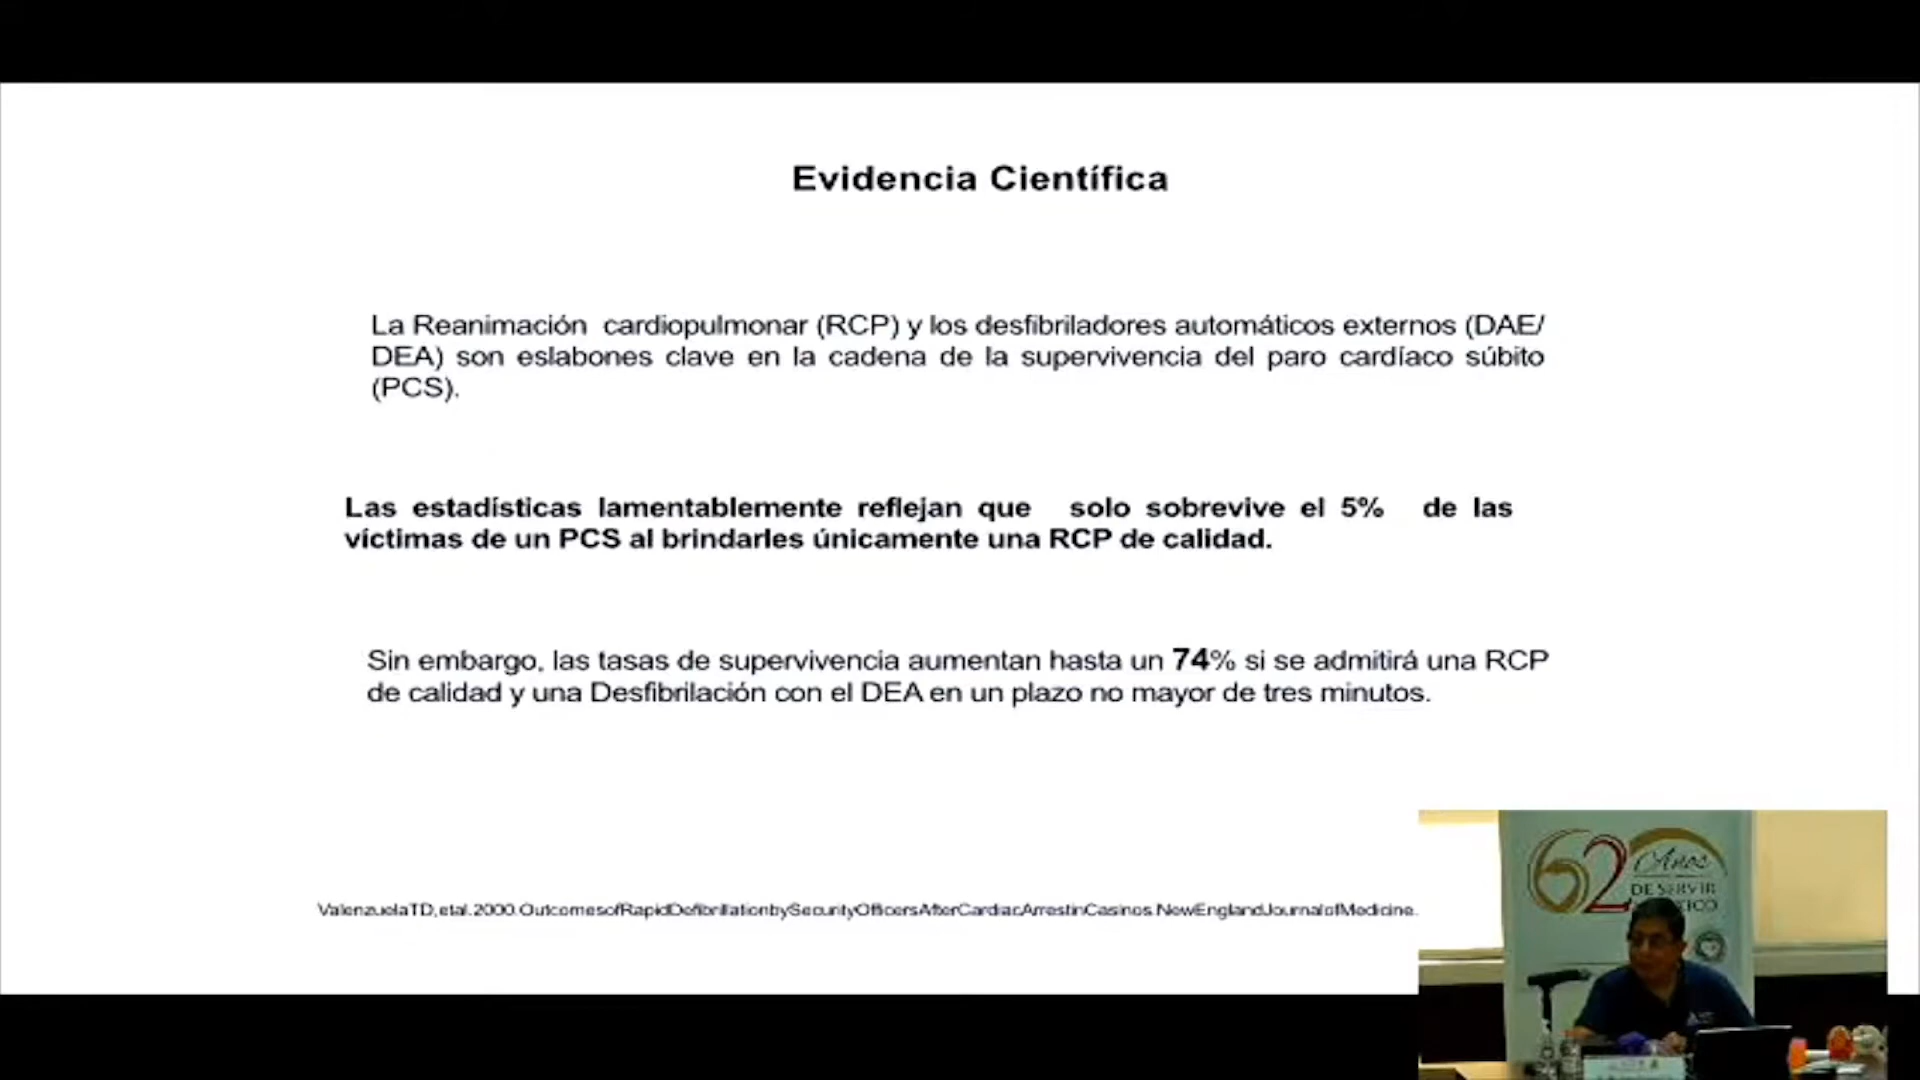 Evidencia Científica
La Reanimación cardiopulmonar (RCP) y los desfibriladores automáticos externos (DAE/
DEA) son eslabones clave en la cadena de la supervivencia del paro cardíaco súbito
(PCS).
Las estadísticas lamentablemente reflejan que solo sobrevive el 5% de las
víctimas de un PCS al brindarles únicamente una RCP de calidad.
Sin embargo, las tasas de supervivencia aumentan hasta un 74% si se admitirá una RCP
de calidad y una Desfibrilación con el DEA en un plazo no mayor de tres minutos.
ValenzuelaTD,etal.2000.OutcomesofRapidDefibrillationbySecurityOfficersAfterCardiacArrestinCasinos.NewEnglandJournalofMedicine.
62 Años
DE SERVIR